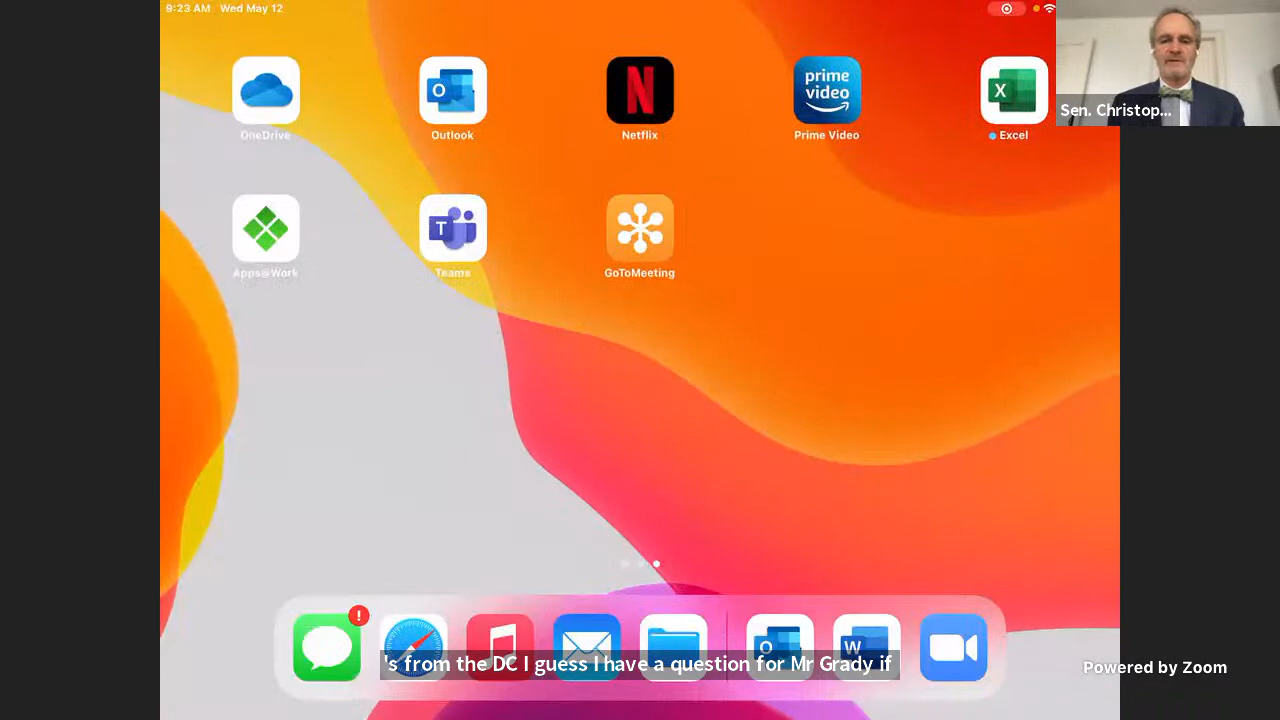 9:23 AM Wed May 12
OneDrive
Outlook
Netflix
Prime Video
Excel
O
N
prime video
X
Sen. Christop...
Apps@Work
Teams
GoToMeeting
T
!
O
W
's from the DC I guess I have a question for Mr Grady if
Powered by Zoom